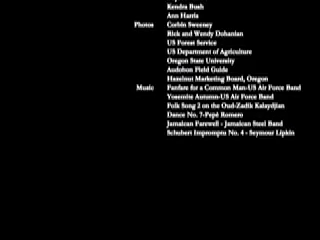 Kendra Bush
Ann Harris
Photos Corbin Sweeney
Rick and Wendy Dohanian
US Forest Service
US Department of Agriculture
Oregon State University
Audobon Field Guide
Hazelnut Marketing Board, Oregon
Music Fanfare for a Common Man-US Air Force Band
Yosemite Autumn-US Air Force Band
Folk Song 2 on the Oud-Zadik Kalaydjian
Dance No. 7-Pepé Romero
Jamaican Farewell - Jamaican Steel Band
Schubert Impromptu No. 4 - Seymour Lipkin